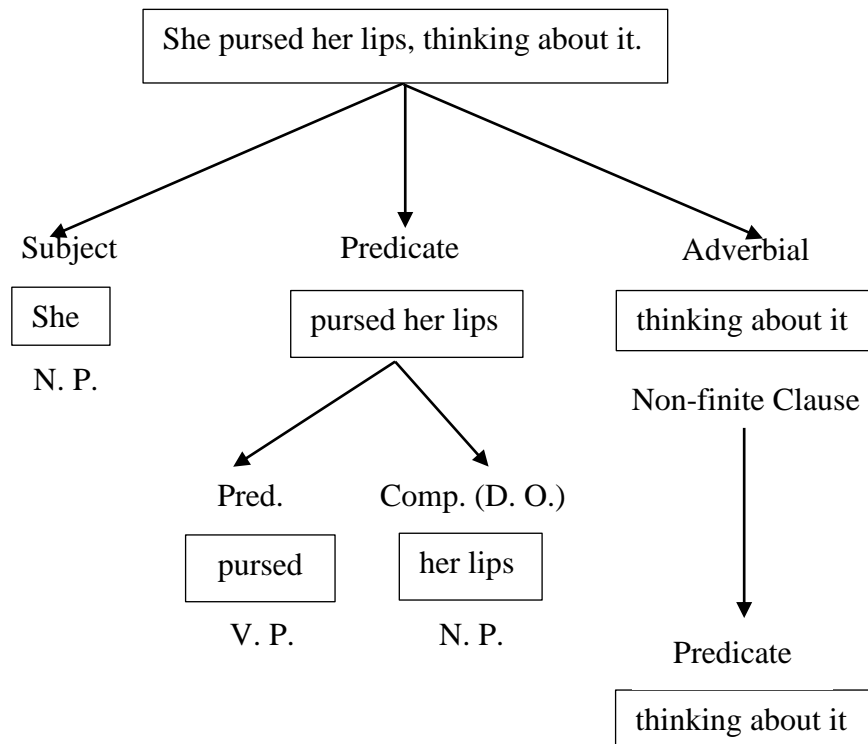 She pursed her lips, thinking about it.
Subject Predicate Adverbial
She pursed her lips thinking about it
N. P. Non-finite Clause
Pred. Comp. (D. O.)
pursed her lips
V. P. N. P.
Predicate
thinking about it